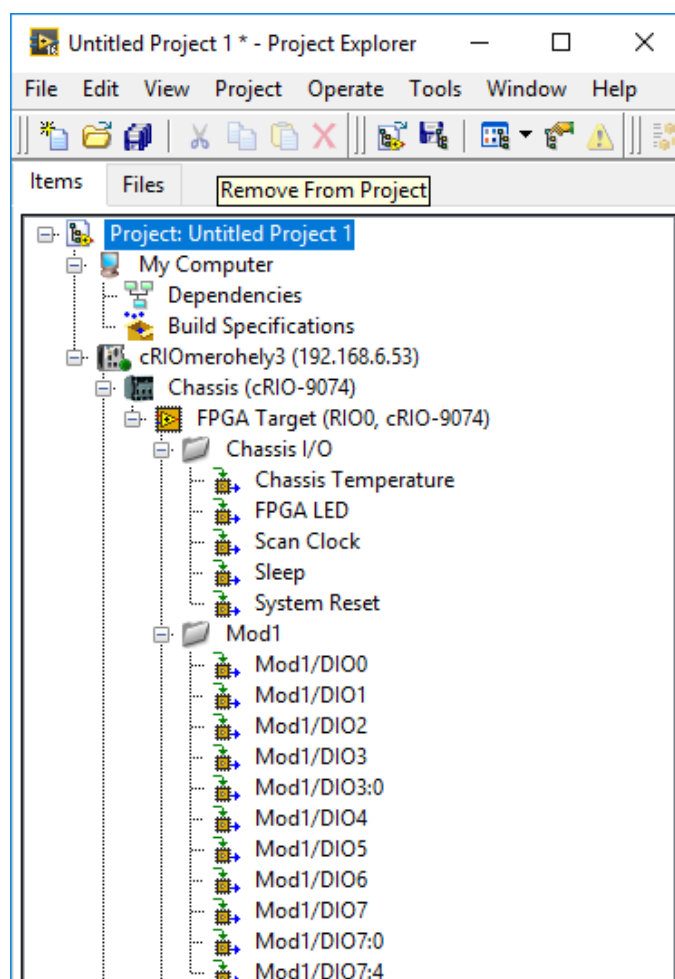 Untitled Project 1 * - Project Explorer
File Edit View Project Operate Tools Window Help
Items Files Remove From Project
Project: Untitled Project 1
My Computer
Dependencies
Build Specifications
cRIOmerohely3 (192.168.6.53)
Chassis (cRIO-9074)
FPGA Target (RIO0, cRIO-9074)
Chassis I/O
Chassis Temperature
FPGA LED
Scan Clock
Sleep
System Reset
Mod1
Mod1/DIO0
Mod1/DIO1
Mod1/DIO2
Mod1/DIO3
Mod1/DIO3:0
Mod1/DIO4
Mod1/DIO5
Mod1/DIO6
Mod1/DIO7
Mod1/DIO7:0
Mod1/DIO7:4